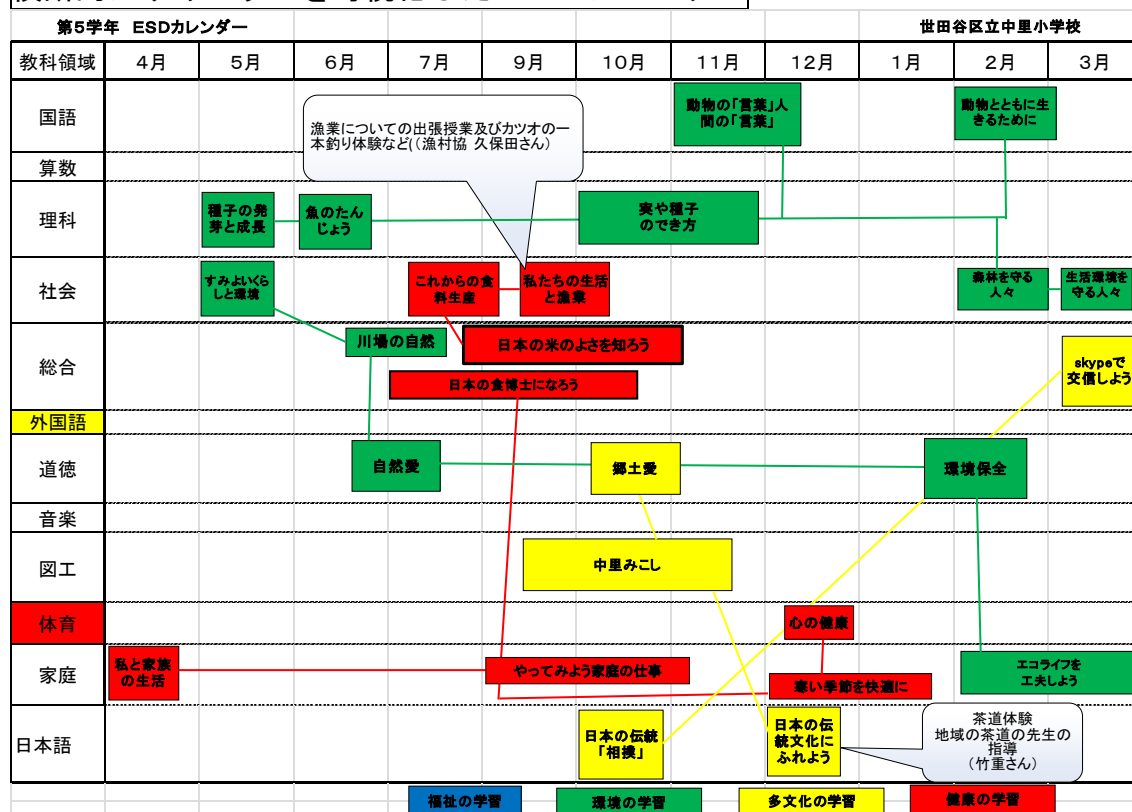 第5学年 ESDカレンダー
世田谷区立中里小学校
教科領域 4月 5月 6月 7月 9月 10月 11月 12月 1月 2月 3月
国語
動物の「言葉」人
間の「言葉」
動物とともに生
きるために
漁業についての出張授業及びカツオの一
本釣り体験など((漁村協 久保田さん)
算数
理科
種子の発
芽と成長
魚のたん
じょう
実や種子
のでき方
社会
すみよいくら
しと環境
これからの食
料生産
私たちの生活
と漁業
森林を守る
人々
生活環境を
守る人々
総合
川場の自然
日本の米のよさを知ろう
日本の食博士になろう
skypeで
交信しよう
外国語
道徳
自然愛
郷土愛
環境保全
音楽
図工
中里みこし
体育
心の健康
家庭
私と家族
の生活
やってみよう家庭の仕事
寒い季節を快適に
エコライフを
工夫しよう
日本語
日本の伝統
「相撲」
日本の伝
統文化に
ふれよう
茶道体験
地域の茶道の先生の
指導
(竹重さん)
福祉の学習 環境の学習 多文化の学習 健康の学習